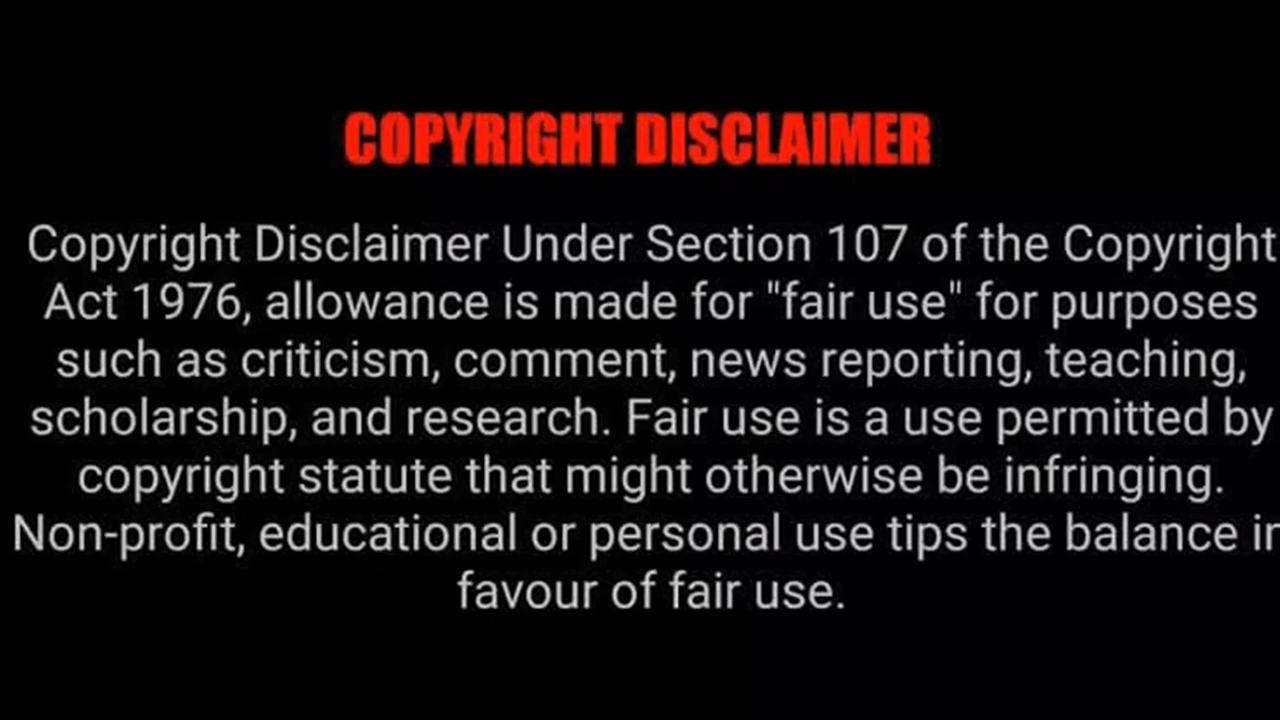 COPYRIGHT DISCLAIMER
Copyright Disclaimer Under Section 107 of the Copyright
Act 1976, allowance is made for "fair use" for purposes
such as criticism, comment, news reporting, teaching,
scholarship, and research. Fair use is a use permitted by
copyright statute that might otherwise be infringing.
Non-profit, educational or personal use tips the balance in
favour of fair use.